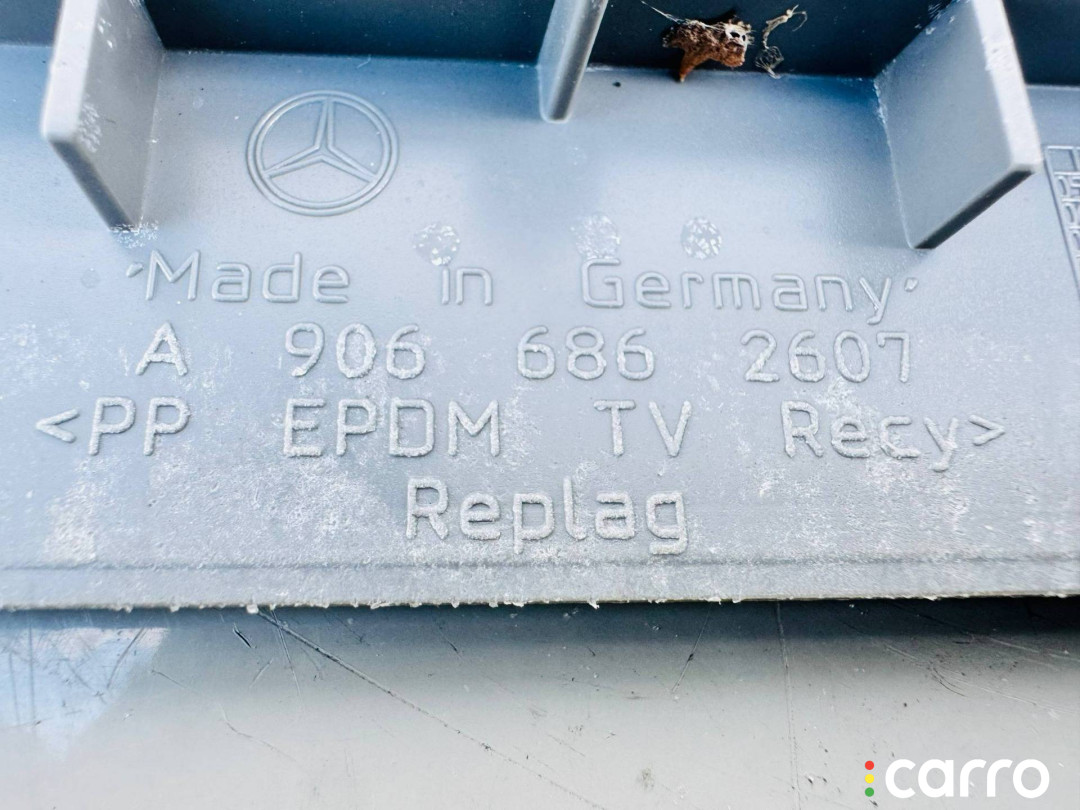 'Made in Germany'
A 906 686 2607
<PP EPDM TV Recy>
Replag
carro